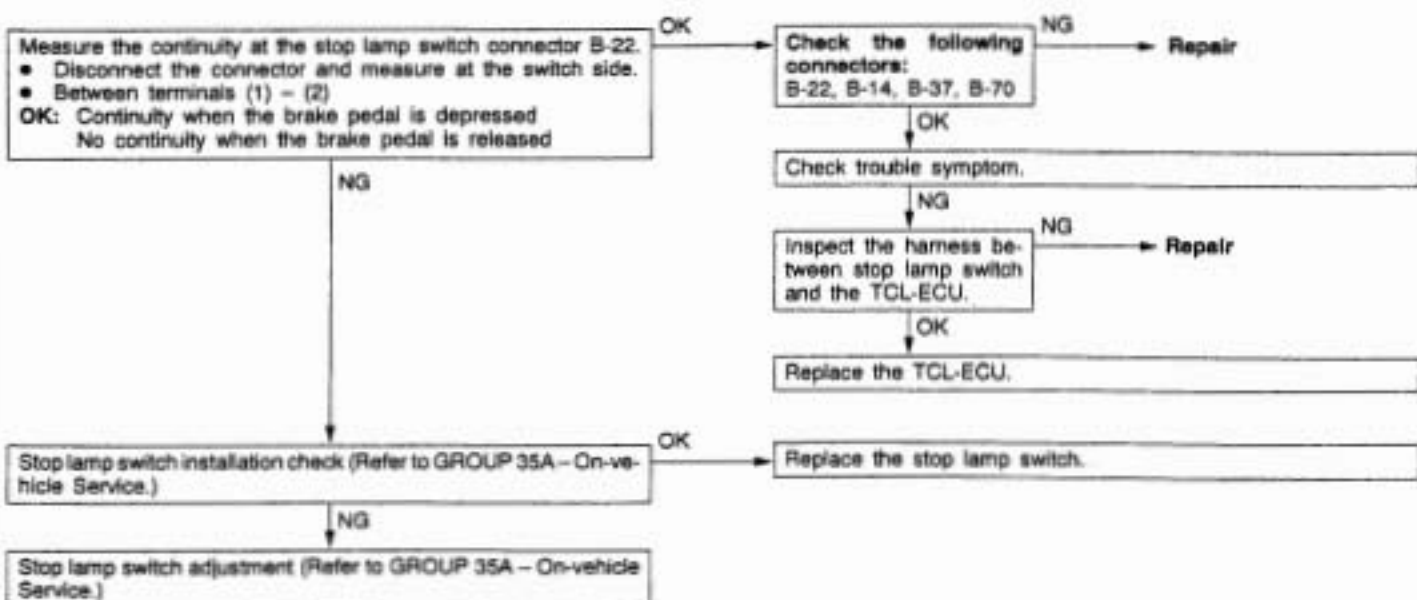 Measure the continuity at the stop lamp switch connector B-22.
● Disconnect the connector and measure at the switch side.
● Between terminals (1) – (2)
OK: Continuity when the brake pedal is depressed
No continuity when the brake pedal is released
OK
Check the following
connectors:
B-22, B-14, B-37, B-70
NG
Repair
OK
NG
Check trouble symptom.
NG
Inspect the harness be-
tween stop lamp switch
and the TCL-ECU.
NG
Repair
OK
Replace the TCL-ECU.
Stop lamp switch installation check (Refer to GROUP 35A – On-ve-
hicle Service.)
OK
Replace the stop lamp switch.
NG
Stop lamp switch adjustment (Refer to GROUP 35A – On-vehicle
Service.)